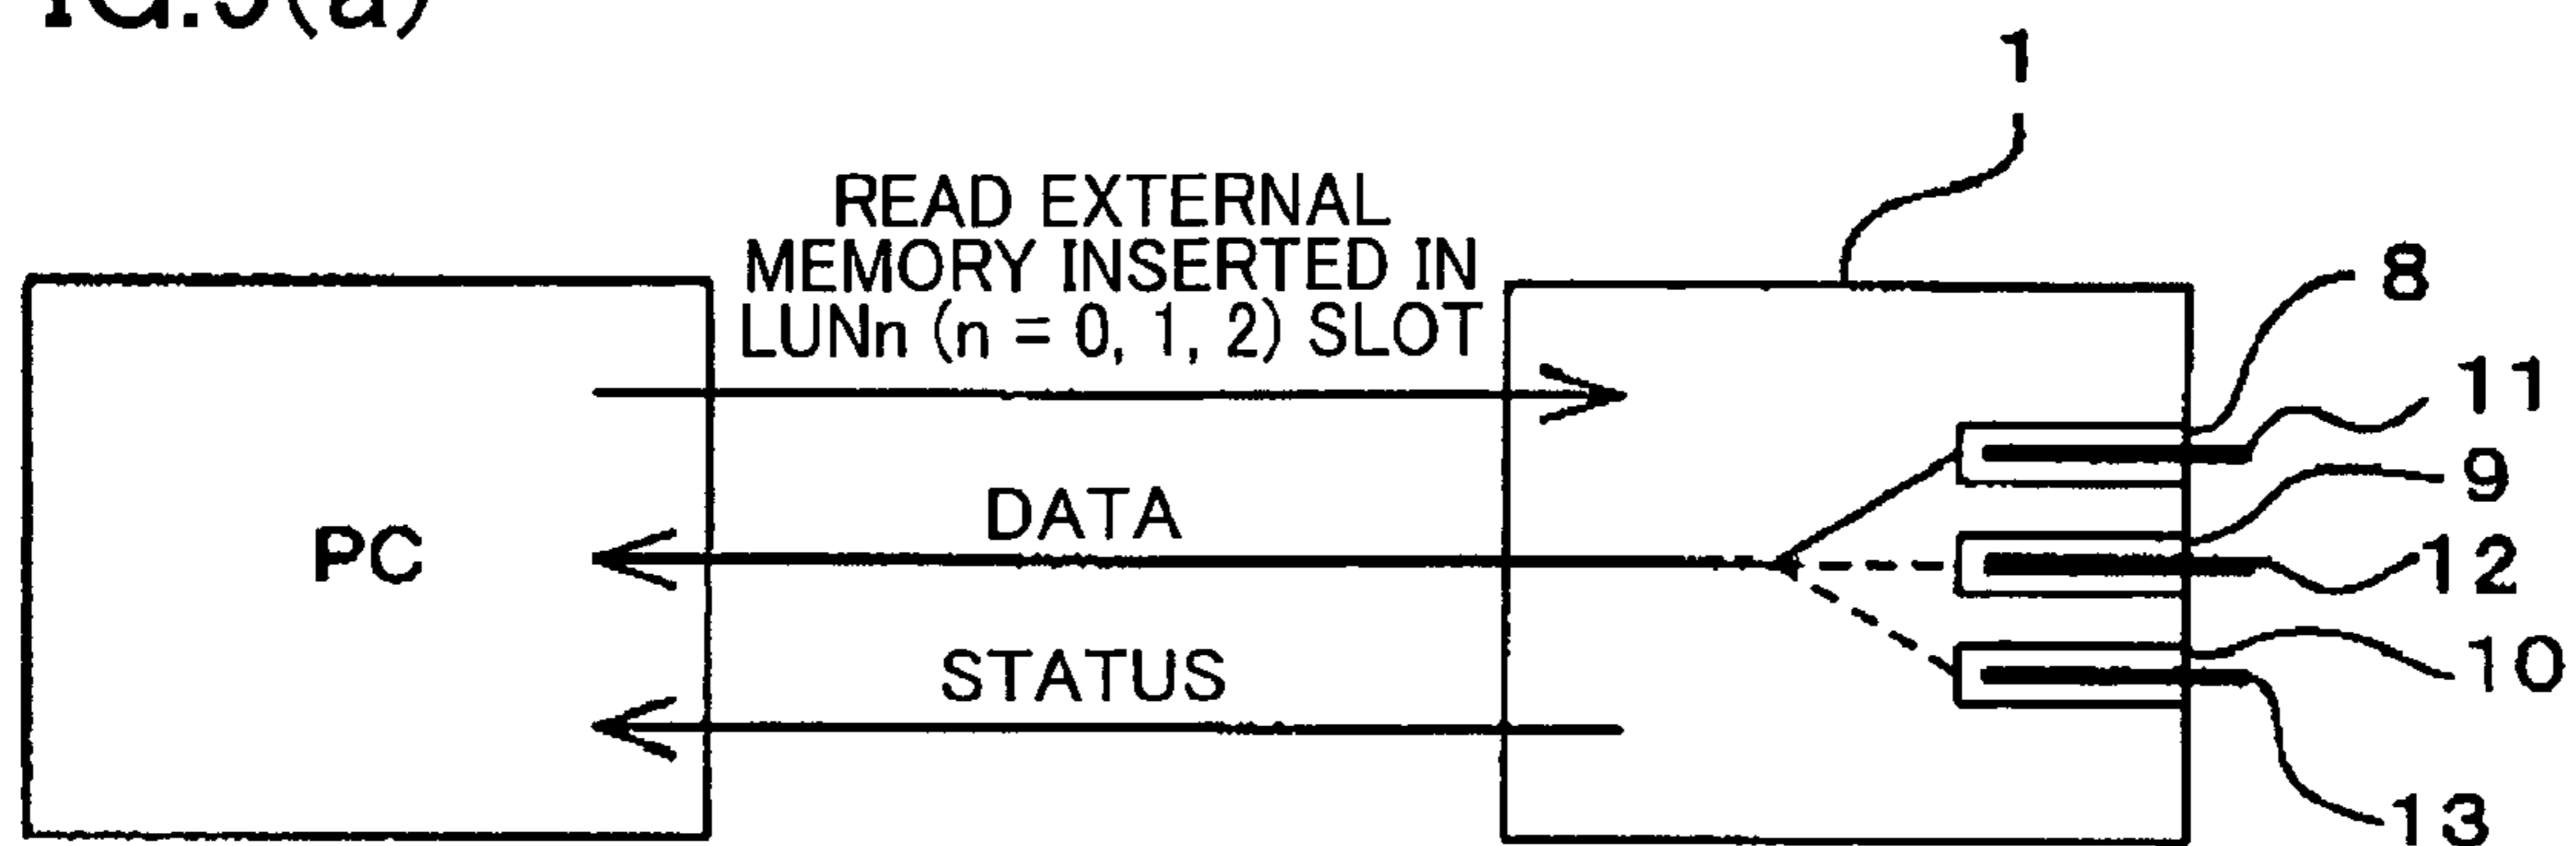 1
READ EXTERNAL
MEMORY INSERTED IN
LUNn (n = 0, 1, 2) SLOT
8
11
9
DATA
PC
12
STATUS
10
13